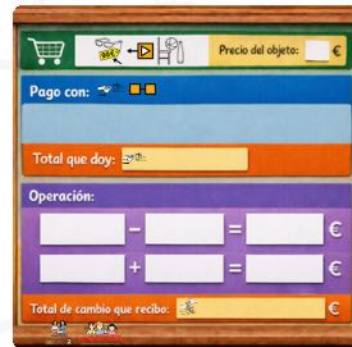 Precio del objeto: €
Pago con:
Total que doy:
Operación:
- = €
+ = €
Total de cambio que recibo: €